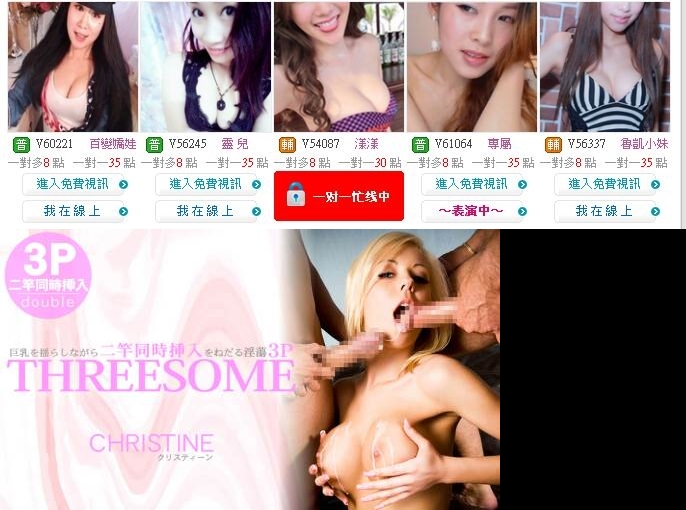 普 V60221 百變嬌娃
普 V56245 靈 兒
輔 V54087 漾漾
普 V61064 專屬
輔 V56337 魯凱小妹
一對多8 點 一對一35 點
一對多8 點 一對一35 點
一對多8 點 一對一30 點
一對多8 點 一對一35 點
一對多8 點 一對一35 點
進入免費視訊
進入免費視訊
一对一忙线中
進入免費視訊
進入免費視訊
我 在 線 上
我 在 線 上
～表演中～
我 在 線 上
3P
二竿同時挿入
double
巨乳を揺らしながら二竿同時挿入をねだる淫蕩3P
THREESOME
CHRISTINE
クリスティーン